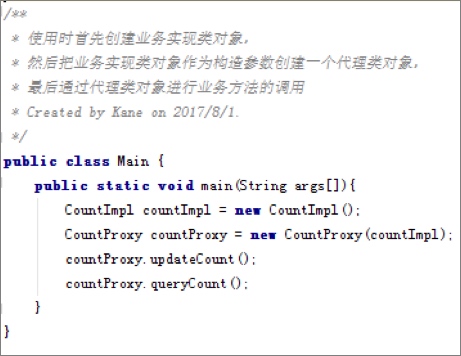 /**
 * 使用时首先创建业务实现类对象，
 * 然后把业务实现类对象作为构造参数创建一个代理类对象，
 * 最后通过代理类对象进行业务方法的调用
 * Created by Kane on 2017/8/1.
 */
public class Main {
    public static void main(String args[]){
        CountImpl countImpl = new CountImpl();
        CountProxy countProxy = new CountProxy(countImpl);
        countProxy.updateCount();
        countProxy.queryCount();
    }
}